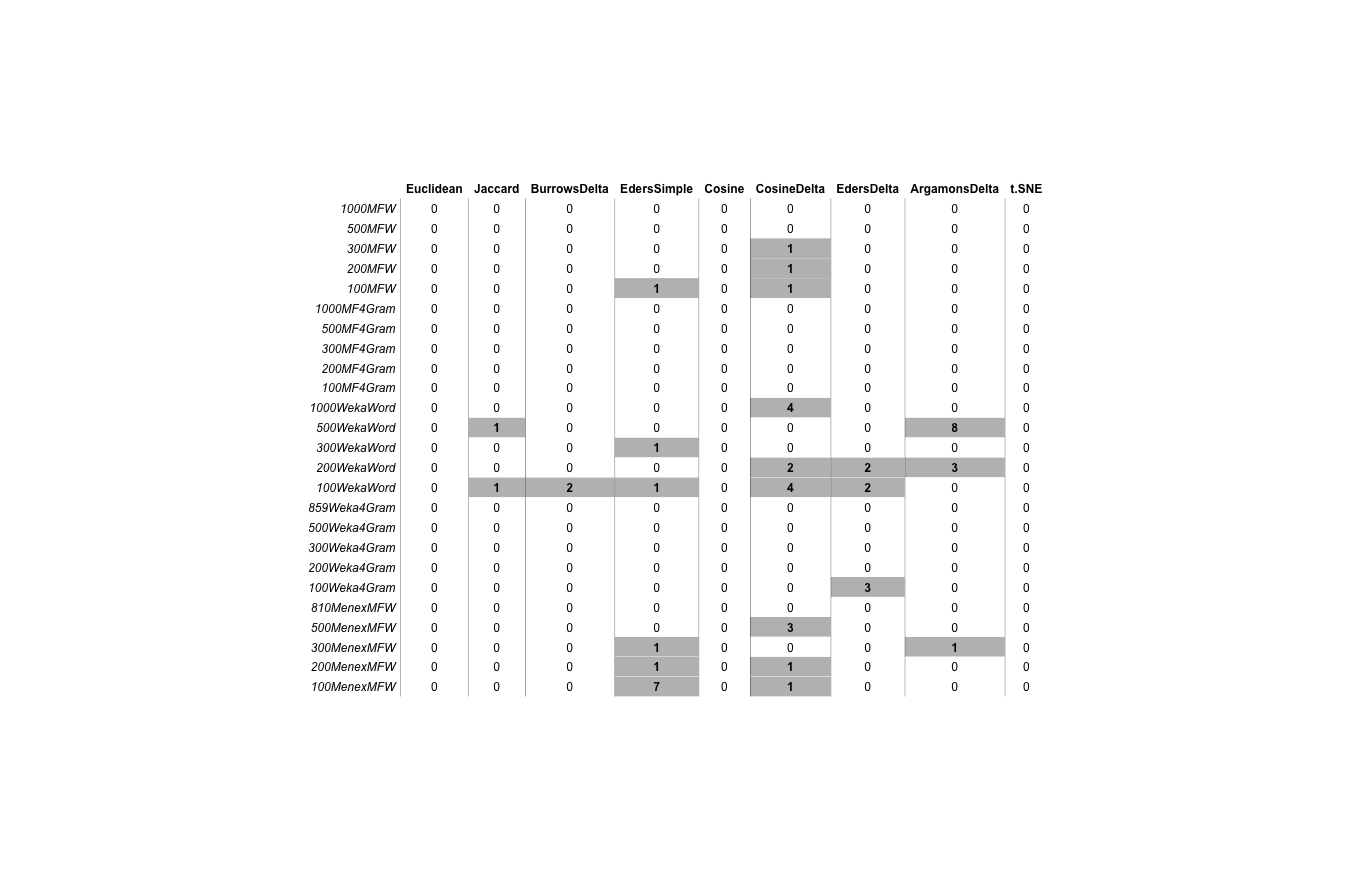 Euclidean Jaccard BurrowsDelta EdersSimple Cosine CosineDelta EdersDelta ArgamonsDelta t.SNE
1000MFW 0 0 0 0 0 0 0 0 0
500MFW 0 0 0 0 0 0 0 0 0
300MFW 0 0 0 0 0 1 0 0 0
200MFW 0 0 0 0 0 1 0 0 0
100MFW 0 0 0 1 0 1 0 0 0
1000MF4Gram 0 0 0 0 0 0 0 0 0
500MF4Gram 0 0 0 0 0 0 0 0 0
300MF4Gram 0 0 0 0 0 0 0 0 0
200MF4Gram 0 0 0 0 0 0 0 0 0
100MF4Gram 0 0 0 0 0 0 0 0 0
1000WekaWord 0 0 0 0 0 4 0 0 0
500WekaWord 0 1 0 0 0 0 0 8 0
300WekaWord 0 0 0 1 0 0 0 0 0
200WekaWord 0 0 0 0 0 2 2 3 0
100WekaWord 0 1 2 1 0 4 2 0 0
859Weka4Gram 0 0 0 0 0 0 0 0 0
500Weka4Gram 0 0 0 0 0 0 0 0 0
300Weka4Gram 0 0 0 0 0 0 0 0 0
200Weka4Gram 0 0 0 0 0 0 0 0 0
100Weka4Gram 0 0 0 0 0 0 3 0 0
810MenexMFW 0 0 0 0 0 0 0 0 0
500MenexMFW 0 0 0 0 0 3 0 0 0
300MenexMFW 0 0 0 1 0 0 0 1 0
200MenexMFW 0 0 0 1 0 1 0 0 0
100MenexMFW 0 0 0 7 0 1 0 0 0